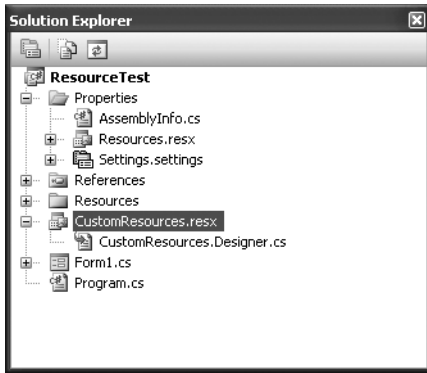 Solution Explorer
ResourceTest
Properties
AssemblyInfo.cs
Resources.resx
Settings.settings
References
Resources
CustomResources.resx
CustomResources.Designer.cs
Form1.cs
Program.cs